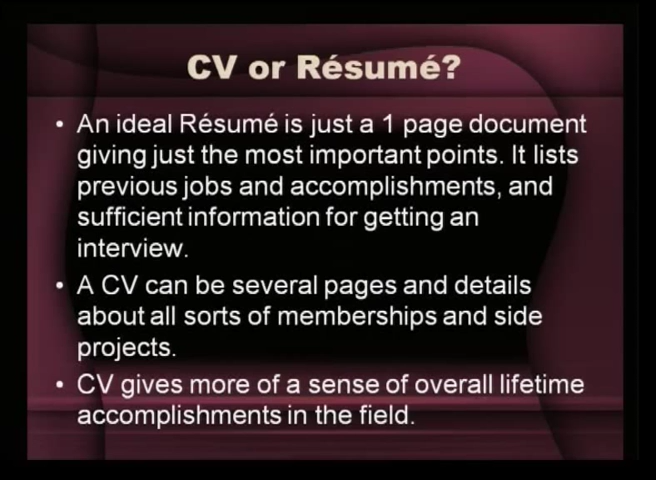 CV or Résumé?
• An ideal Résumé is just a 1 page document
giving just the most important points. It lists
previous jobs and accomplishments, and
sufficient information for getting an
interview.
• A CV can be several pages and details
about all sorts of memberships and side
projects.
• CV gives more of a sense of overall lifetime
accomplishments in the field.